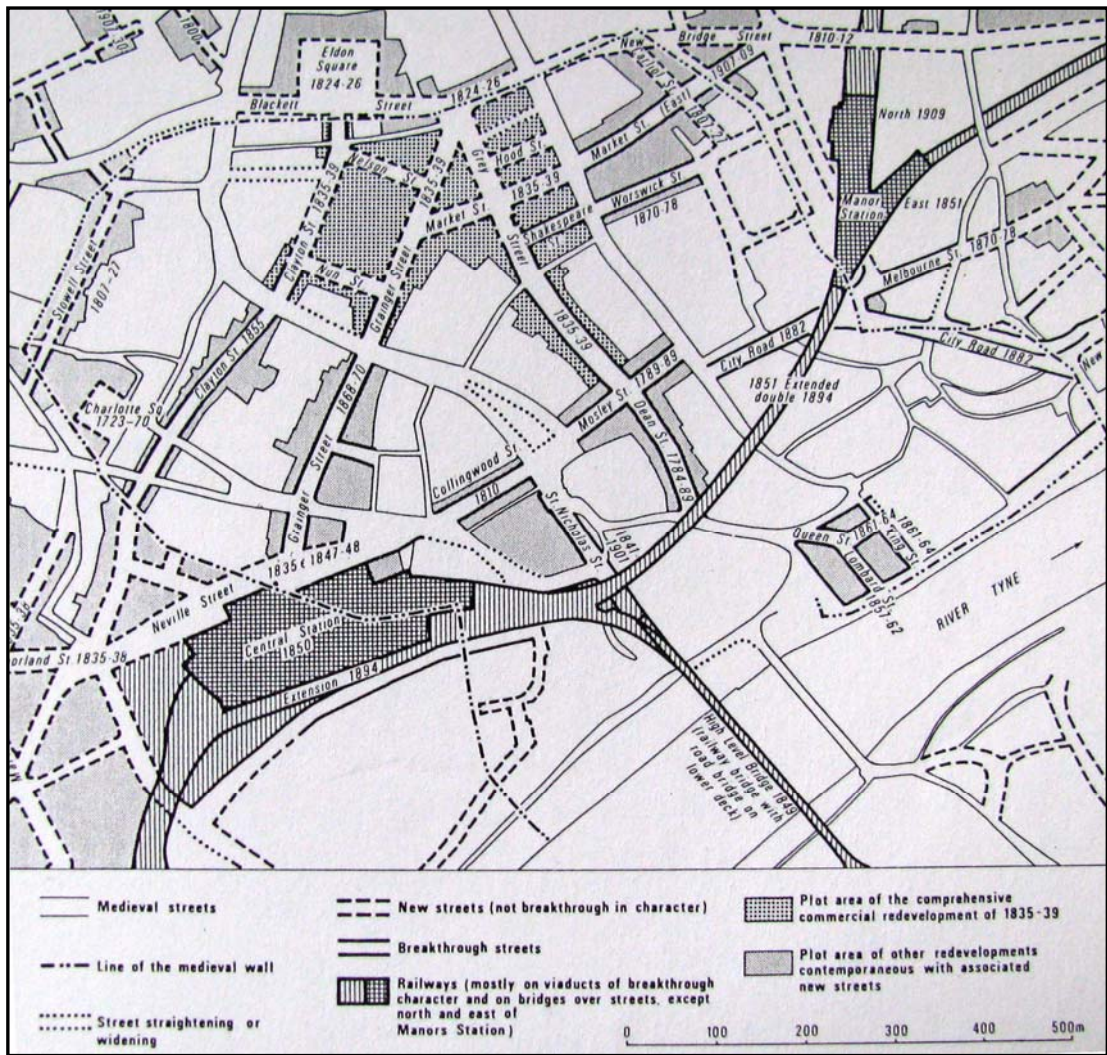 1901-30
1800
Eldon
Square
1824-26
Blackett Street
1824-26
New Bridge Street
1810-12
1907-09
Market St. (East)
North 1909
Manor
Station
East 1851
Hood St.
1835-39
Grey Street
Nelson St.
1835-39
Market St.
Shakespeare
St.
Worswick St.
1870-78
Melbourne St. 1870-78
Clayton St. 1835-39
Nun St.
Grainger Street
Stowell Street
1807-27
1835-39
City Road 1882
City Road 1882
New
Clayton St. 1855
1868-70
Grainger Street
Charlotte Sq.
1723-70
Mosley St. 1789-89
Dean St. 1784-89
1851 Extended
double 1894
Collingwood St.
1810
St. Nicholas St.
1841-
1901
Queen St. 1861-64
1861-64
King St.
Lombard St.
1857-62
RIVER TYNE
1835 & 1847-48
Neville Street
Central Station
1850
Extension 1894
orland St. 1835-38
High Level Bridge 1849
(railway bridge with
road bridge on
lower deck)
Medieval streets
Line of the medieval wall
Street straightening or
widening
New streets (not breakthrough in character)
Breakthrough streets
Railways (mostly on viaducts of breakthrough
character and on bridges over streets, except
north and east of
Manors Station)
Plot area of the comprehensive
commercial redevelopment of 1835-39
Plot area of other redevelopments
contemporaneous with associated
new streets
0 100 200 300 400 500m